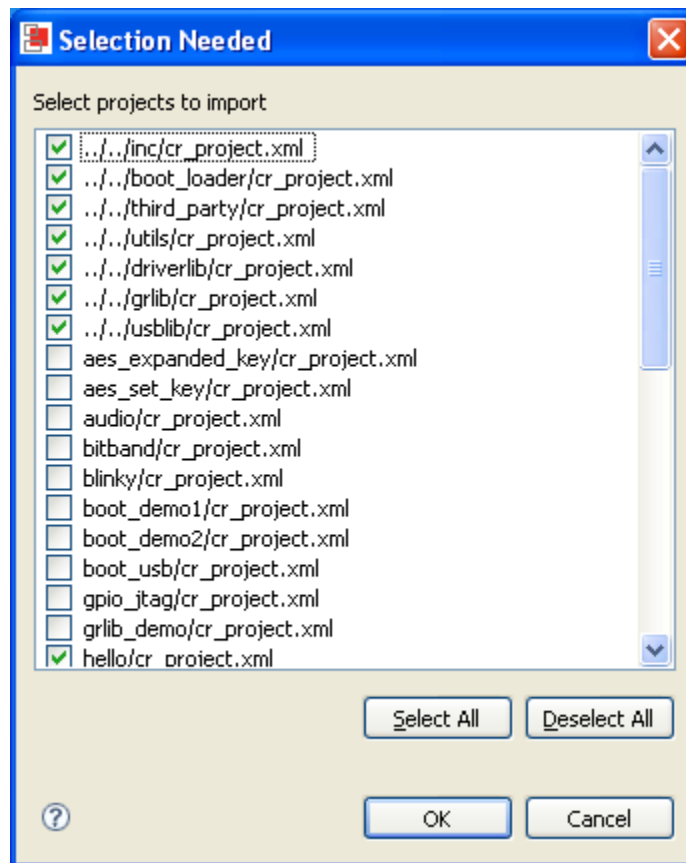 Selection Needed
Select projects to import
../../inc/cr_project.xml
../../boot_loader/cr_project.xml
../../third_party/cr_project.xml
../../utils/cr_project.xml
../../driverlib/cr_project.xml
../../grlib/cr_project.xml
../../usblib/cr_project.xml
aes_expanded_key/cr_project.xml
aes_set_key/cr_project.xml
audio/cr_project.xml
bitband/cr_project.xml
blinky/cr_project.xml
boot_demo1/cr_project.xml
boot_demo2/cr_project.xml
boot_usb/cr_project.xml
gpio_jtag/cr_project.xml
grlib_demo/cr_project.xml
hello/cr_project.xml
Select All Deselect All
? OK Cancel